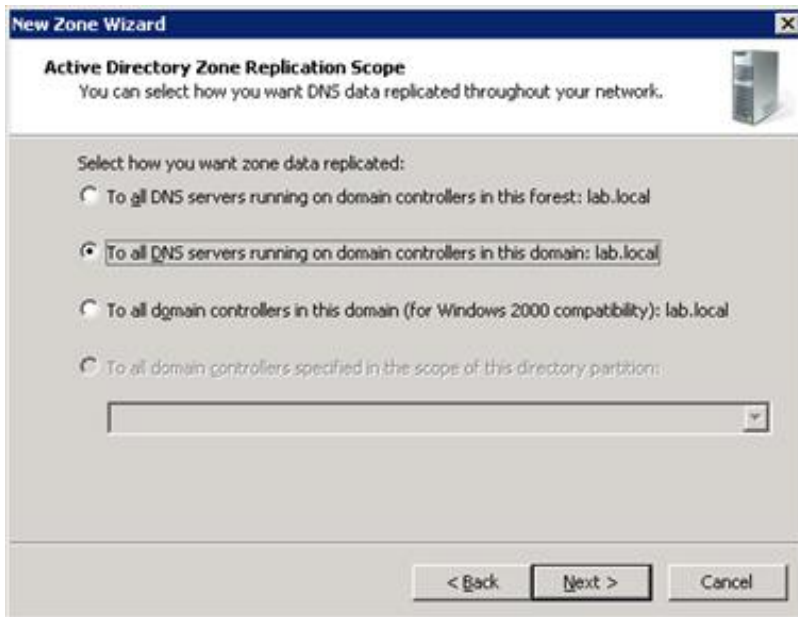 New Zone Wizard
Active Directory Zone Replication Scope
You can select how you want DNS data replicated throughout your network.
Select how you want zone data replicated:
To all DNS servers running on domain controllers in this forest: lab.local
To all DNS servers running on domain controllers in this domain: lab.local
To all domain controllers in this domain (for Windows 2000 compatibility): lab.local
To all domain controllers specified in the scope of this directory partition:
< Back
Next >
Cancel